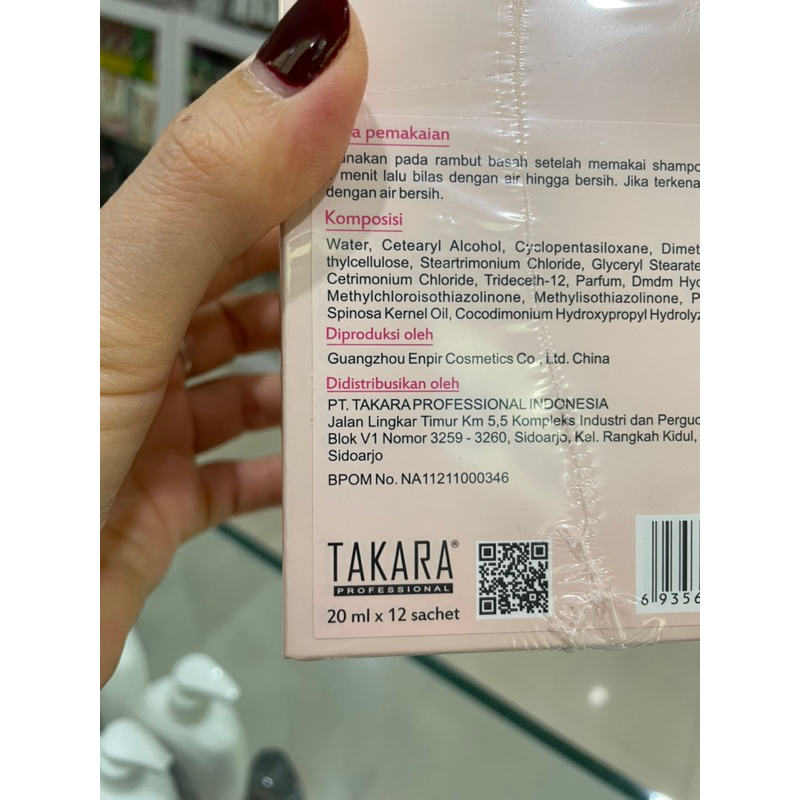 a pemakaian
unakan pada rambut basah setelah memakai shampo
menit lalu bilas dengan air hingga bersih. Jika terkena
dengan air bersih.
Komposisi
Water, Cetearyl Alcohol, Cyclopentasiloxane, Dimet
thylcellulose, Steartrimonium Chloride, Glyceryl Stearate
Cetrimonium Chloride, Trideceth-12, Parfum, Dmdm Hyd
Methylchloroisothiazolinone, Methylisothiazolinone, P
Spinosa Kernel Oil, Cocodimonium Hydroxypropyl Hydrolyz
Diproduksi oleh
Guangzhou Enpir Cosmetics Co., Ltd. China
Didistribusikan oleh
PT. TAKARA PROFESSIONAL INDONESIA
Jalan Lingkar Timur Km 5,5 Kompleks Industri dan Pergud
Blok V1 Nomor 3259 - 3260, Sidoarjo, Kel. Rangkah Kidul,
Sidoarjo
BPOM No. NA11211000346
TAKARA®
PROFESSIONAL
20 ml x 12 sachet
6 9356